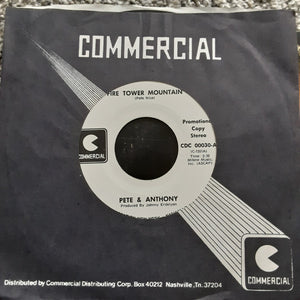 COMMERCIAL
FIRE TOWER MOUNTAIN
Promotional
Copy
Stereo
CDC 00030-A
COMMERCIAL
PETE & ANTHONY
Produced By Johnny
COMMERCIAL
Distributed by Commercial Distributing Corp. Box 40212 Nashville, Tn. 37204